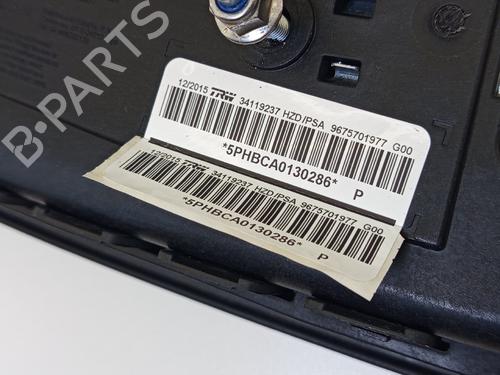 12/2015 TRW 34119237 HZD/PSA 9675701977 G00
*5PHBCA0130286* P
12/2015 TRW 34119237 HZD/PSA 9675701977 G00
*5PHBCA0130286* P
B-PARTS